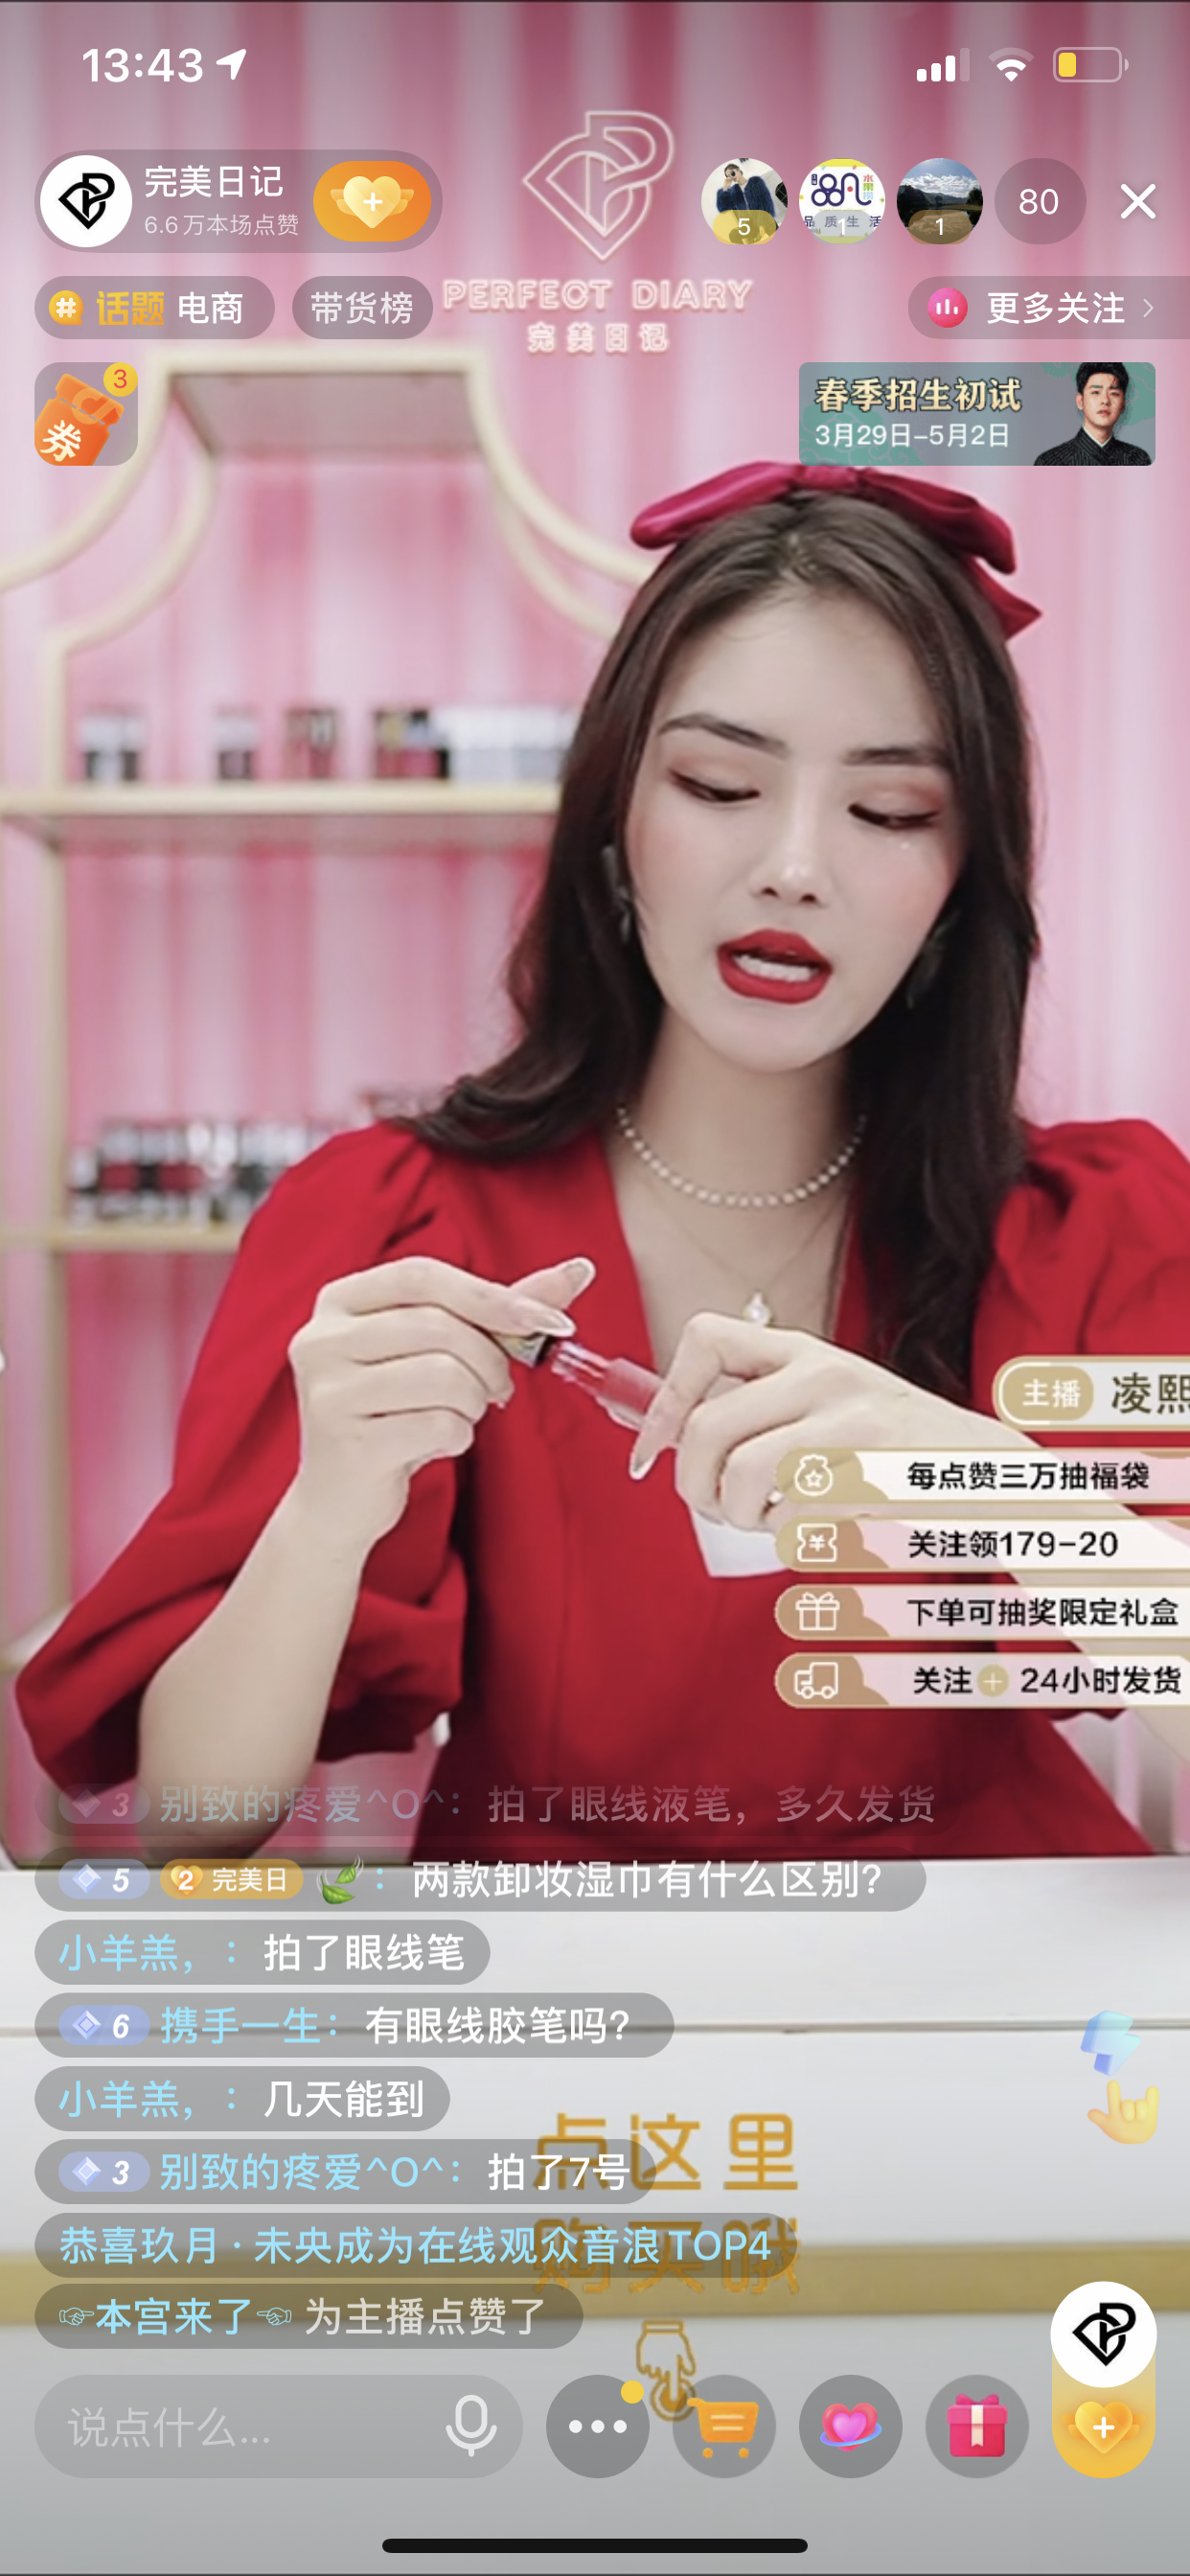 13:43
完美日记
6.6万本场点赞
5
1
1
80
# 话题 电商
带货榜
PERFECT DIARY
完美日记
更多关注
3
券
春季招生初试
3月29日-5月2日
主播 凌熙
每点赞三万抽福袋
关注领179-20
下单可抽奖限定礼盒
关注+24小时发货
3 别致的疼爱^O^： 拍了眼线液笔，多久发货
5 2 完美日 ： 两款卸妆湿巾有什么区别？
小羊羔，： 拍了眼线笔
6 携手一生： 有眼线胶笔吗？
小羊羔，： 几天能到
3 别致的疼爱^O^： 拍了7号
点这里
购买哦
恭喜玖月·未央成为在线观众音浪 TOP4
☞本宫来了☜ 为主播点赞了
说点什么...